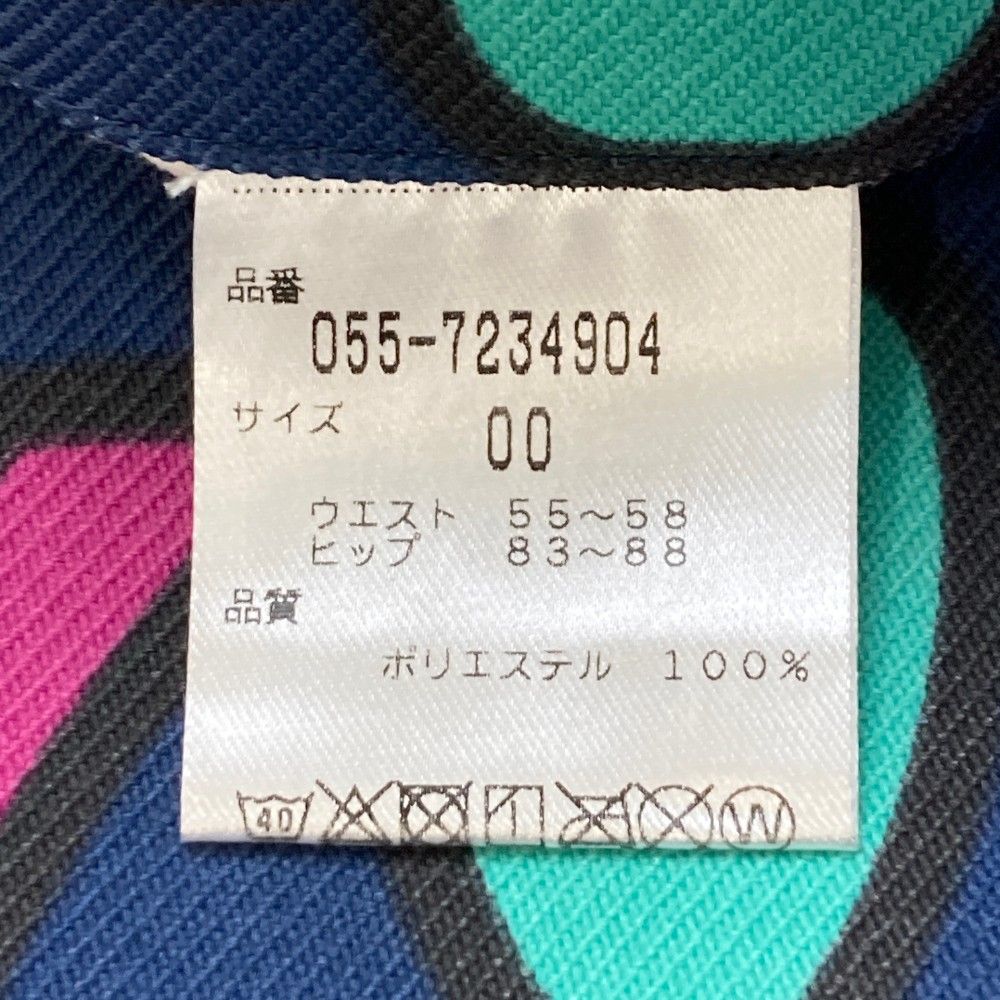 品番
055-7234904
サイズ 00
ウエスト 55〜58
ヒップ 83〜88
品質
ポリエステル 100%
40 W